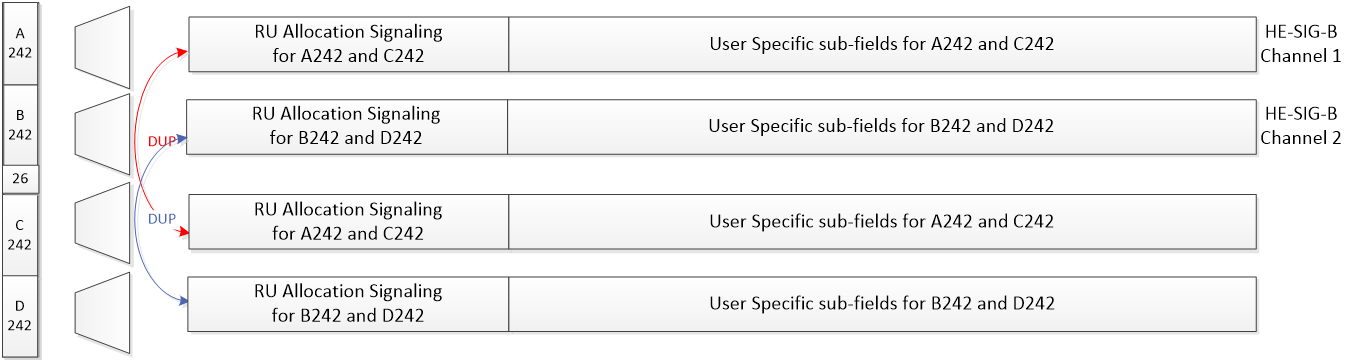 A
242
RU Allocation Signaling
for A242 and C242
User Specific sub-fields for A242 and C242
HE-SIG-B
Channel 1
B
242
RU Allocation Signaling
for B242 and D242
User Specific sub-fields for B242 and D242
HE-SIG-B
Channel 2
DUP
26
C
242
DUP
RU Allocation Signaling
for A242 and C242
User Specific sub-fields for A242 and C242
D
242
RU Allocation Signaling
for B242 and D242
User Specific sub-fields for B242 and D242